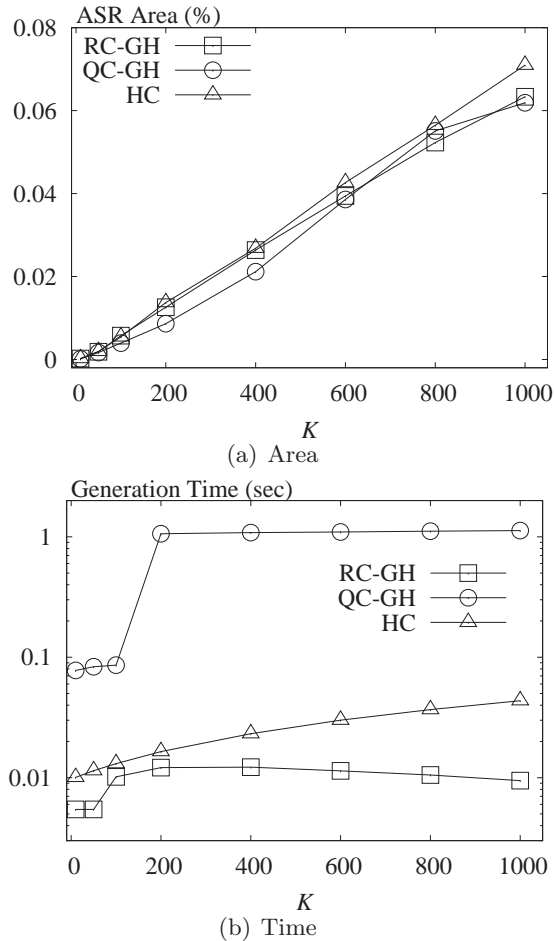 ASR Area (%)
0.08
0.06
0.04
0.02
0
RC-GH
QC-GH
HC
0 200 400 600 800 1000
K
(a) Area
Generation Time (sec)
1
0.1
0.01
RC-GH
QC-GH
HC
0 200 400 600 800 1000
K
(b) Time